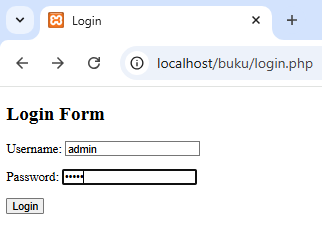 Login
localhost/buku/login.php
Login Form
Username: admin
Password: •••••
Login